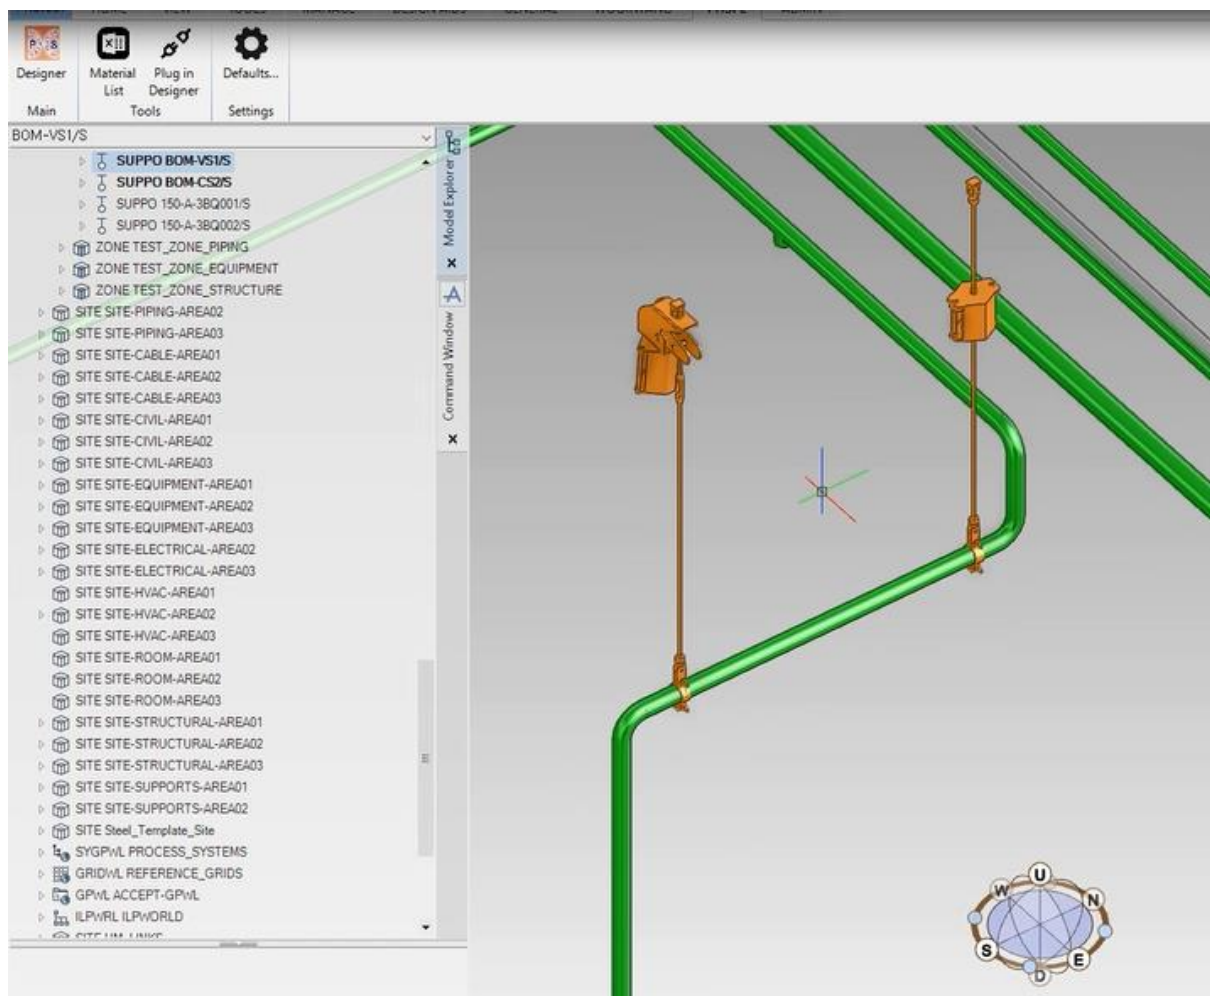 Designer
Material
List
Plug in
Designer
Defaults...
Main
Tools
Settings
BOM-VS1/S
SUPPO BOM-VS1/S
SUPPO BOM-CS2/S
SUPPO 150-A-3BQ001/S
SUPPO 150-A-3BQ002/S
ZONE TEST_ZONE_PIPING
ZONE TEST_ZONE_EQUIPMENT
ZONE TEST_ZONE_STRUCTURE
SITE SITE-PIPING-AREA02
SITE SITE-PIPING-AREA03
SITE SITE-CABLE-AREA01
SITE SITE-CABLE-AREA02
SITE SITE-CABLE-AREA03
SITE SITE-CIVIL-AREA01
SITE SITE-CIVIL-AREA02
SITE SITE-CIVIL-AREA03
SITE SITE-EQUIPMENT-AREA01
SITE SITE-EQUIPMENT-AREA02
SITE SITE-EQUIPMENT-AREA03
SITE SITE-ELECTRICAL-AREA02
SITE SITE-ELECTRICAL-AREA03
SITE SITE-HVAC-AREA01
SITE SITE-HVAC-AREA02
SITE SITE-HVAC-AREA03
SITE SITE-ROOM-AREA01
SITE SITE-ROOM-AREA02
SITE SITE-ROOM-AREA03
SITE SITE-STRUCTURAL-AREA01
SITE SITE-STRUCTURAL-AREA02
SITE SITE-STRUCTURAL-AREA03
SITE SITE-SUPPORTS-AREA01
SITE SITE-SUPPORTS-AREA02
SITE Steel_Template_Site
SYGPWL PROCESS_SYSTEMS
GRIDWL REFERENCE_GRIDS
GPWL ACCEPT-GPWL
ILPWRL ILPWORLD
Model Explorer
Command Window
U
W
N
S
E
D